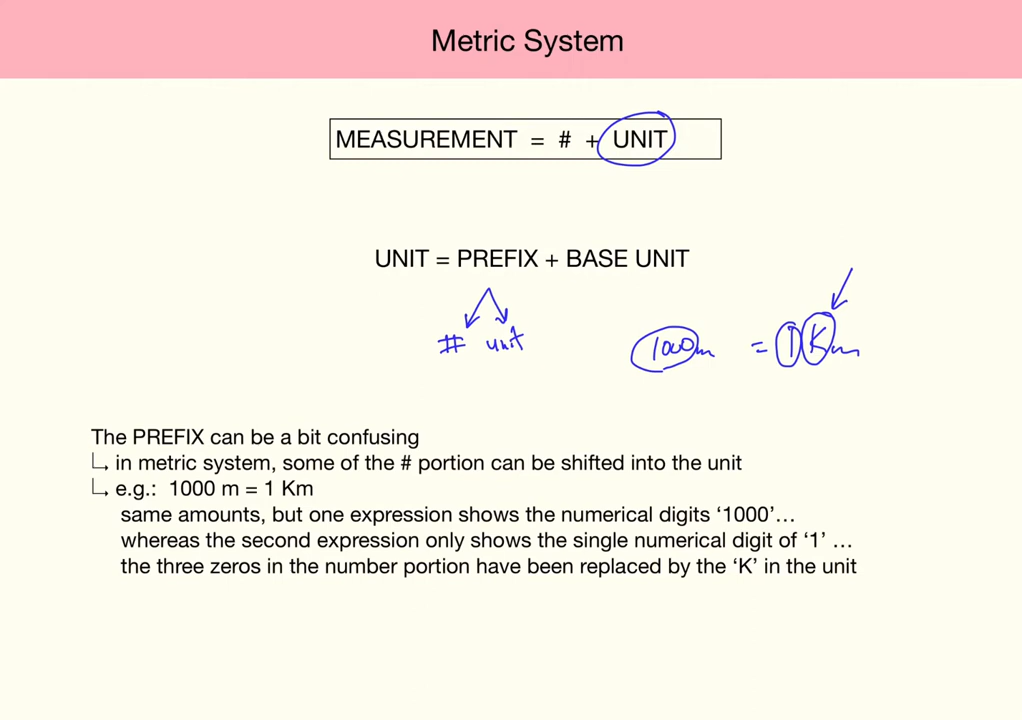 Metric System
MEASUREMENT = # + UNIT
UNIT = PREFIX + BASE UNIT
# unit
1000m = 1 Km
The PREFIX can be a bit confusing
↳ in metric system, some of the # portion can be shifted into the unit
↳ e.g.: 1000 m = 1 Km
same amounts, but one expression shows the numerical digits ‘1000’…
whereas the second expression only shows the single numerical digit of ‘1’ …
the three zeros in the number portion have been replaced by the ‘K’ in the unit